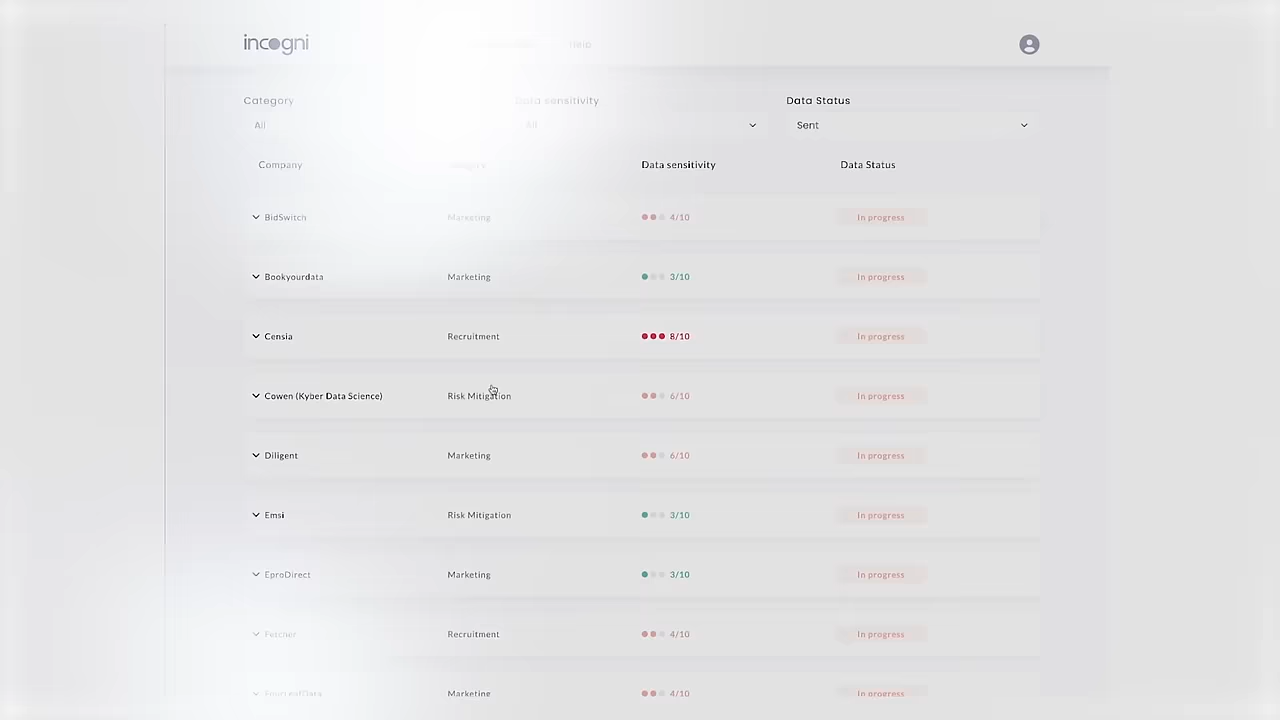 incogni
Help
Category Data sensitivity Data Status
All All Sent
Company Data sensitivity Data Status
BidSwitch Marketing 4/10 In progress
Bookyourdata Marketing 3/10 In progress
Censia Recruitment 8/10 In progress
Cowen (Kyber Data Science) Risk Mitigation 6/10 In progress
Diligent Marketing 6/10 In progress
Emsi Risk Mitigation 3/10 In progress
EproDirect Marketing 3/10 In progress
Fetcher Recruitment 4/10 In progress
FourLeafData Marketing 4/10 In progress